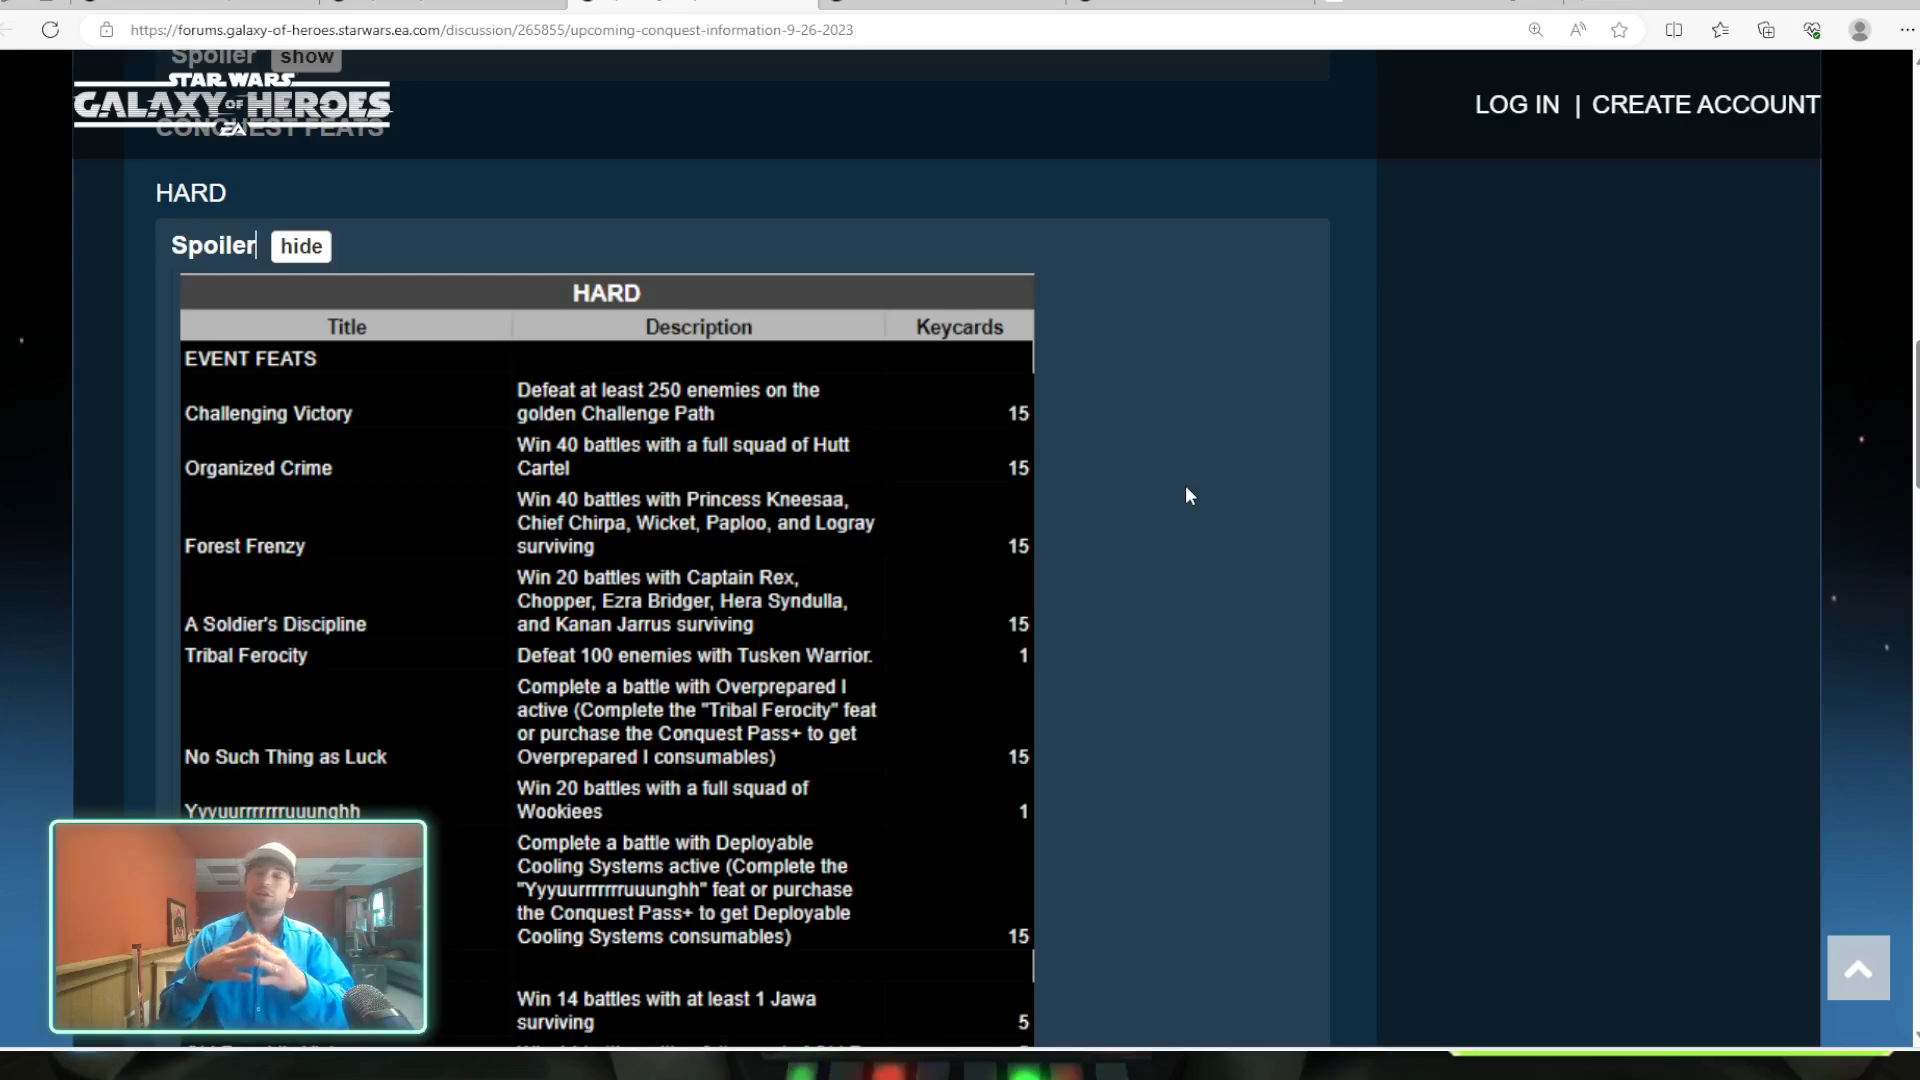 https://forums.galaxy-of-heroes.starwars.ea.com/discussion/265855/upcoming-conquest-information-9-26-2023
Spoiler show
STAR WARS
GALAXY OF HEROES
EA
LOG IN | CREATE ACCOUNT
CONQUEST FEATS
HARD
Spoiler hide
HARD
Title Description Keycards
EVENT FEATS
Defeat at least 250 enemies on the
Challenging Victory golden Challenge Path 15
Win 40 battles with a full squad of Hutt
Organized Crime Cartel 15
Win 40 battles with Princess Kneesaa,
Chief Chirpa, Wicket, Paploo, and Logray
Forest Frenzy surviving 15
Win 20 battles with Captain Rex,
Chopper, Ezra Bridger, Hera Syndulla,
A Soldier's Discipline and Kanan Jarrus surviving 15
Tribal Ferocity Defeat 100 enemies with Tusken Warrior. 1
Complete a battle with Overprepared I
active (Complete the "Tribal Ferocity" feat
or purchase the Conquest Pass+ to get
No Such Thing as Luck Overprepared I consumables) 15
Win 20 battles with a full squad of
Yyyuurrrrrrruuunghh Wookiees 1
Complete a battle with Deployable
Cooling Systems active (Complete the
"Yyyuurrrrrrruuunghh" feat or purchase
the Conquest Pass+ to get Deployable
Cooling Systems consumables) 15
Win 14 battles with at least 1 Jawa
surviving 5